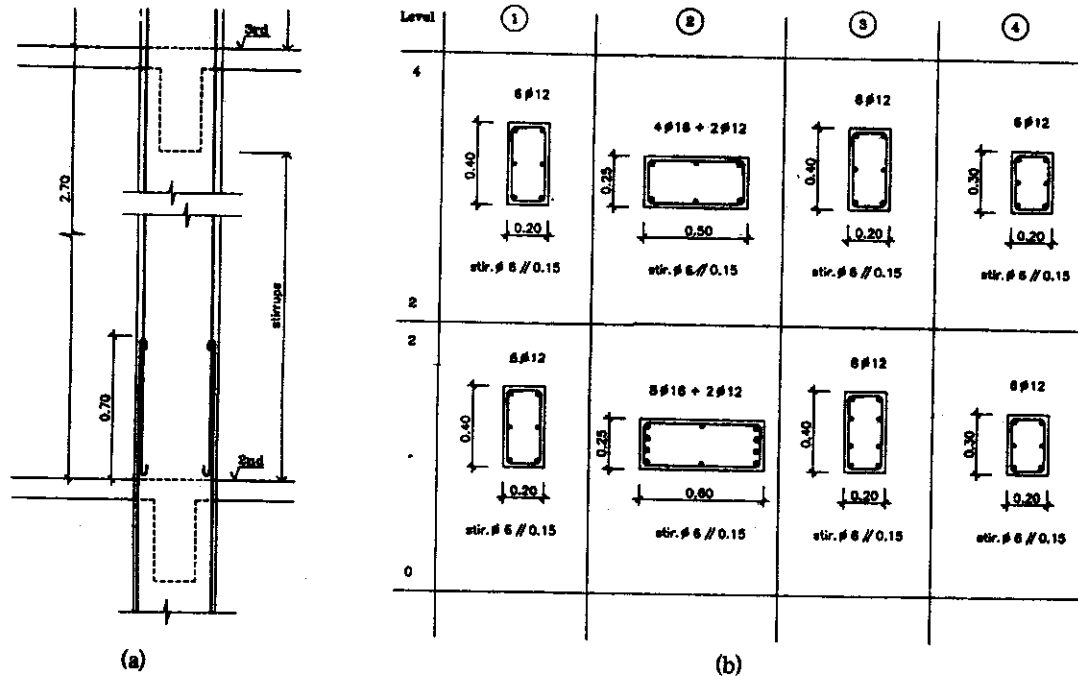 3rd
2.70
stirrups
0.70
2nd
(a)
Level
1
2
3
4
4
6ø12
4ø16 + 2ø12
6ø12
6ø12
0.40
0.25
0.40
0.30
0.20
0.50
0.20
0.20
stir.ø 6 // 0.15
stir.ø 6 // 0.15
stir.ø 6 // 0.15
stir.ø 6 // 0.15
2
2
8ø16 + 2ø12
6ø12
6ø12
0.40
0.25
0.40
0.30
0.20
0.60
0.20
0.20
stir.ø 6 // 0.15
stir.ø 6 // 0.15
stir.ø 6 // 0.15
stir.ø 6 // 0.15
0
(b)